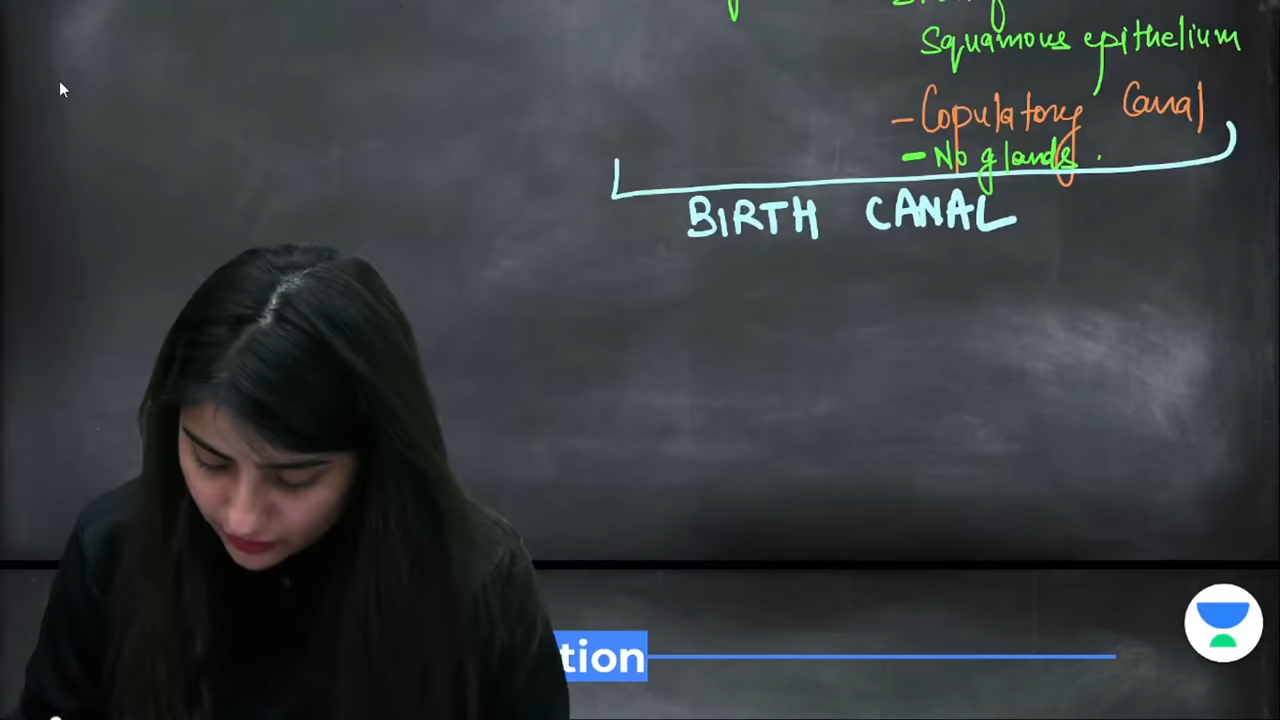 Squamous epithelium
- Copulatory Canal
- No glands.
BIRTH CANAL
tion